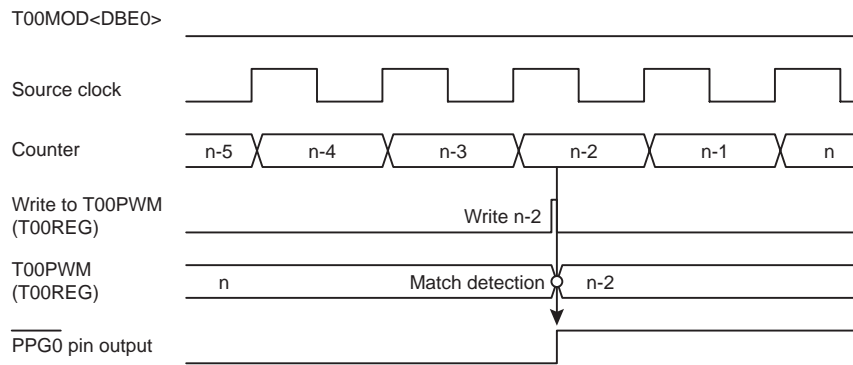 T00MOD<DBE0>
Source clock
Counter n-5 n-4 n-3 n-2 n-1 n
Write to T00PWM
(T00REG) Write n-2
T00PWM
(T00REG) n Match detection n-2
PPG0 pin output